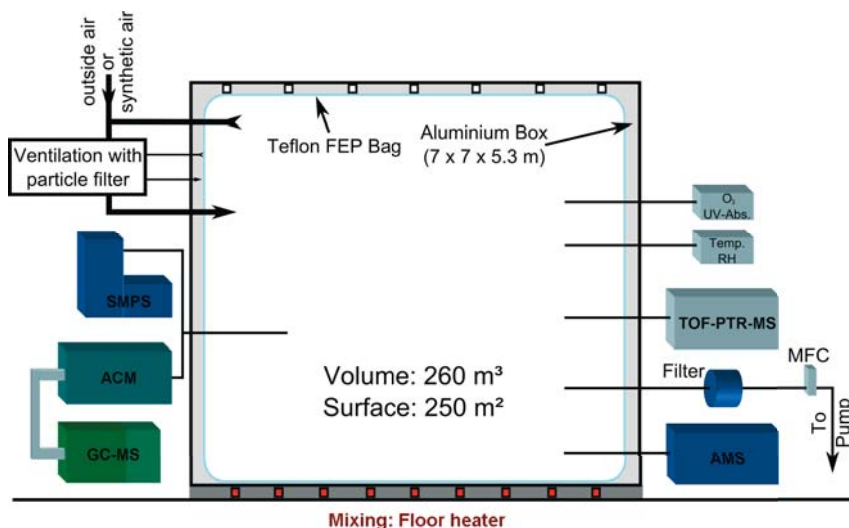 outside air
or
synthetic air
Ventilation with
particle filter
Teflon FEP Bag
Aluminium Box
(7 x 7 x 5.3 m)
O₃
UV-Abs.
Temp.
RH
SMPS
TOF-PTR-MS
ACM
MFC
Filter
Volume: 260 m³
Surface: 250 m²
To
Pump
GC-MS
AMS
Mixing: Floor heater